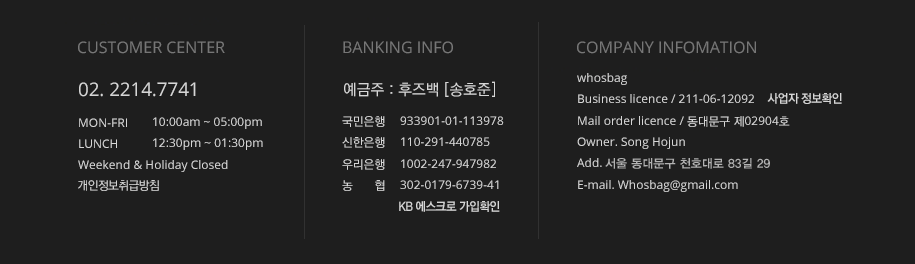 CUSTOMER CENTER
02. 2214.7741
MON-FRI 10:00am ~ 05:00pm
LUNCH 12:30pm ~ 01:30pm
Weekend & Holiday Closed
개인정보취급방침
BANKING INFO
예금주 : 후즈백 [송호준]
국민은행 933901-01-113978
신한은행 110-291-440785
우리은행 1002-247-947982
농 협 302-0179-6739-41
KB 에스크로 가입확인
COMPANY INFOMATION
whosbag
Business licence / 211-06-12092 사업자 정보확인
Mail order licence / 동대문구 제02904호
Owner. Song Hojun
Add. 서울 동대문구 천호대로 83길 29
E-mail. Whosbag@gmail.com